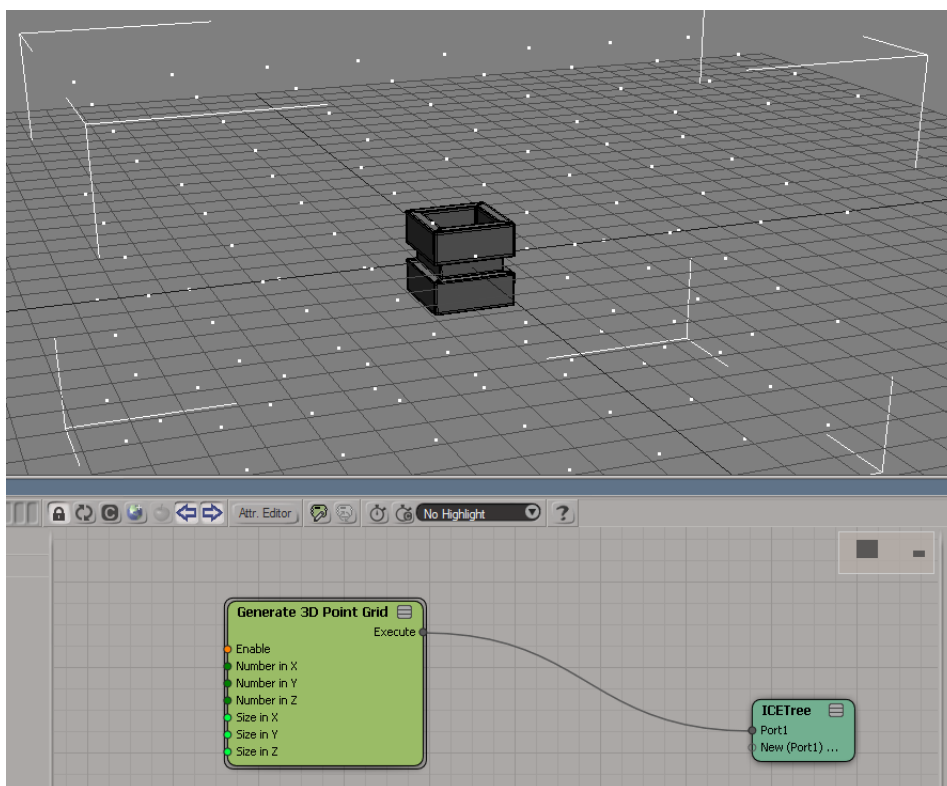 Attr. Editor
No Highlight
?
Generate 3D Point Grid
Execute
Enable
Number in X
Number in Y
Number in Z
Size in X
Size in Y
Size in Z
ICETree
Port1
New (Port1) ...